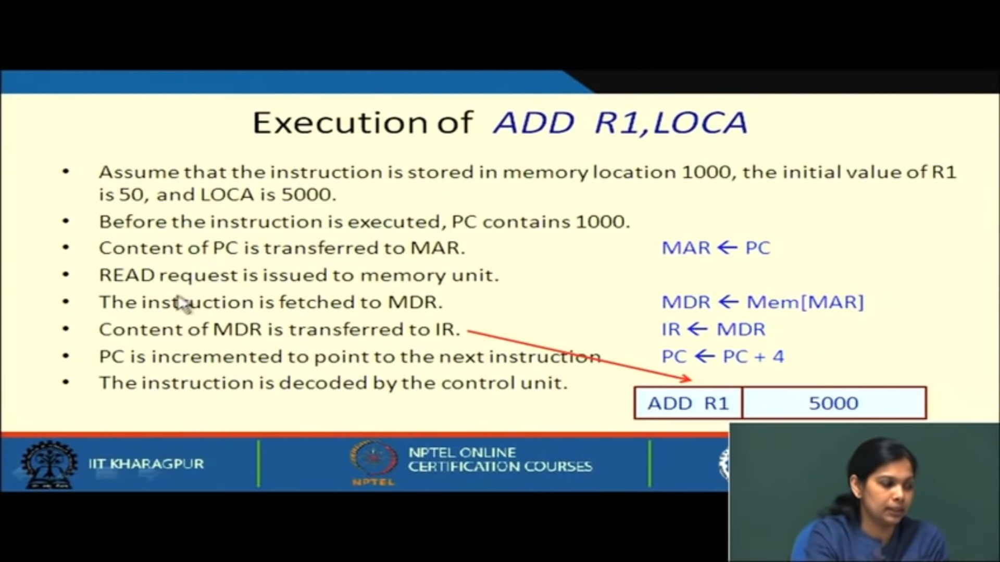 Execution of ADD R1,LOCA
• Assume that the instruction is stored in memory location 1000, the initial value of R1
is 50, and LOCA is 5000.
• Before the instruction is executed, PC contains 1000.
• Content of PC is transferred to MAR. MAR ← PC
• READ request is issued to memory unit.
• The instruction is fetched to MDR. MDR ← Mem[MAR]
• Content of MDR is transferred to IR. IR ← MDR
• PC is incremented to point to the next instruction PC ← PC + 4
• The instruction is decoded by the control unit.
ADD R1 5000
IIT KHARAGPUR
NPTEL ONLINE
CERTIFICATION COURSES
NPTEL